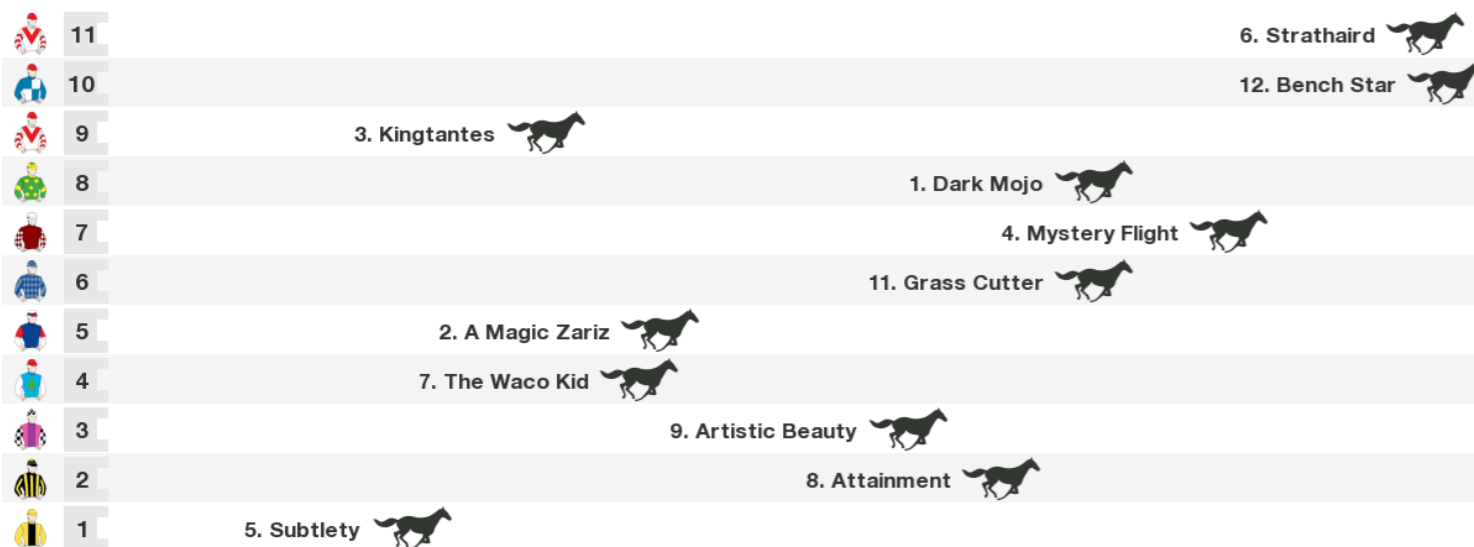 11 6. Strathaird
10 12. Bench Star
9 3. Kingtantes
8 1. Dark Mojo
7 4. Mystery Flight
6 11. Grass Cutter
5 2. A Magic Zariz
4 7. The Waco Kid
3 9. Artistic Beauty
2 8. Attainment
1 5. Subtlety